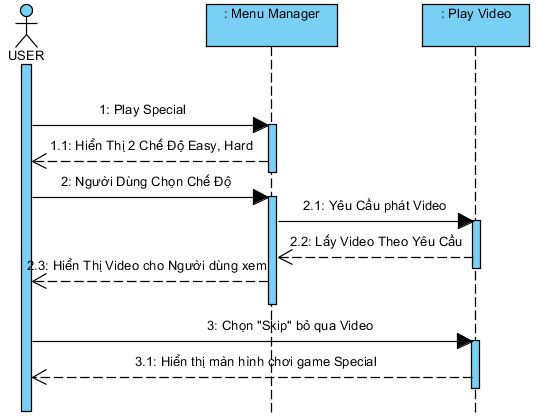 : Menu Manager
: Play Video
USER
1: Play Special
1.1: Hiển Thị 2 Chế Độ Easy, Hard
2: Người Dùng Chọn Chế Độ
2.1: Yêu Cầu phát Video
2.2: Lấy Video Theo Yêu Cầu
2.3: Hiển Thị Video cho Người dùng xem
3: Chọn "Skip" bỏ qua Video
3.1: Hiển thị màn hình chơi game Special